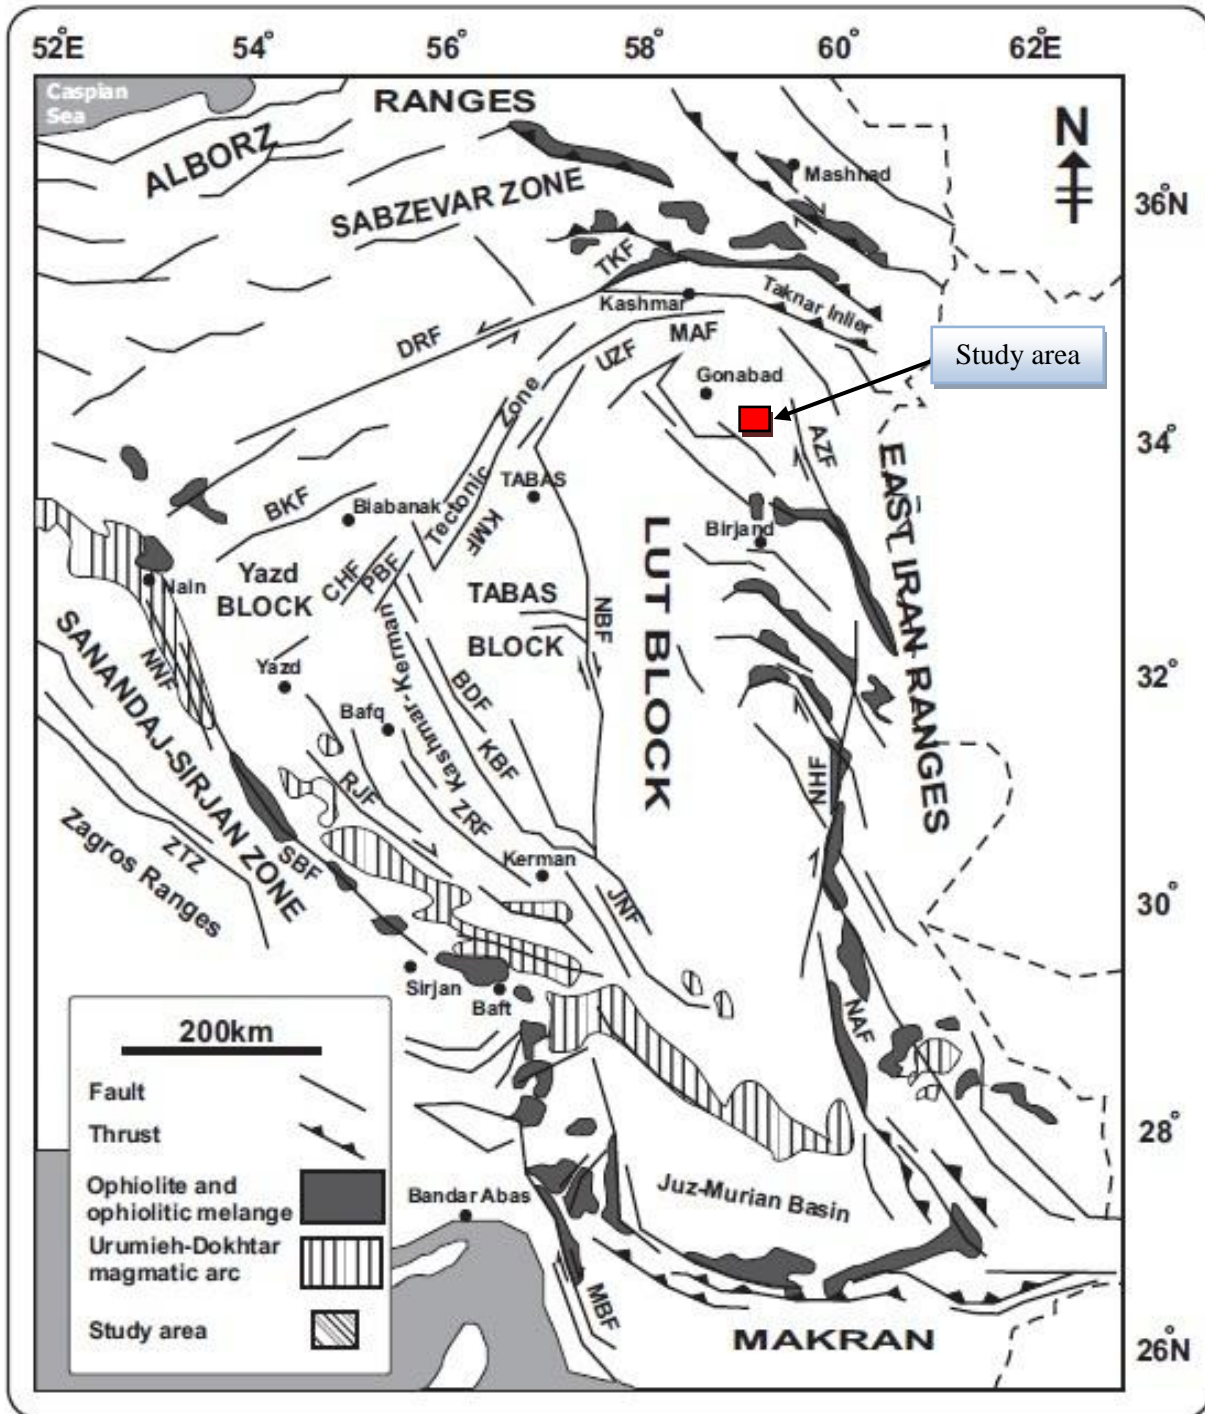 52°E 54° 56° 58° 60° 62°E
Caspian
Sea
RANGES
N
ALBORZ
Mashhad
SABZEVAR ZONE
36°N
TKF
Kashmar
Taknar Inlier
DRF
MAF
UZF
Study area
Gonabad
Zone
34°
AZF
EAST IRAN RANGES
Tectonic
TABAS
BKF
Biabanak
KMF
LUT BLOCK
Birjand
CHF
PBF
Yazd
BLOCK
Nain
TABAS
BLOCK
NBF
SANANDAJ-SIRJAN ZONE
NNF
Kashmar-Kerman
32°
Yazd
BDF
Bafq
KBF
RJF
NHF
ZRF
Zagros Ranges
ZTZ
SBF
Kerman
JNF
30°
Sirjan
Baft
NAF
200km
Fault
28°
Thrust
Ophiolite and
ophiolitic melange
Bandar Abas
Juz-Murian Basin
Urumieh-Dokhtar
magmatic arc
MBF
Study area
MAKRAN
26°N